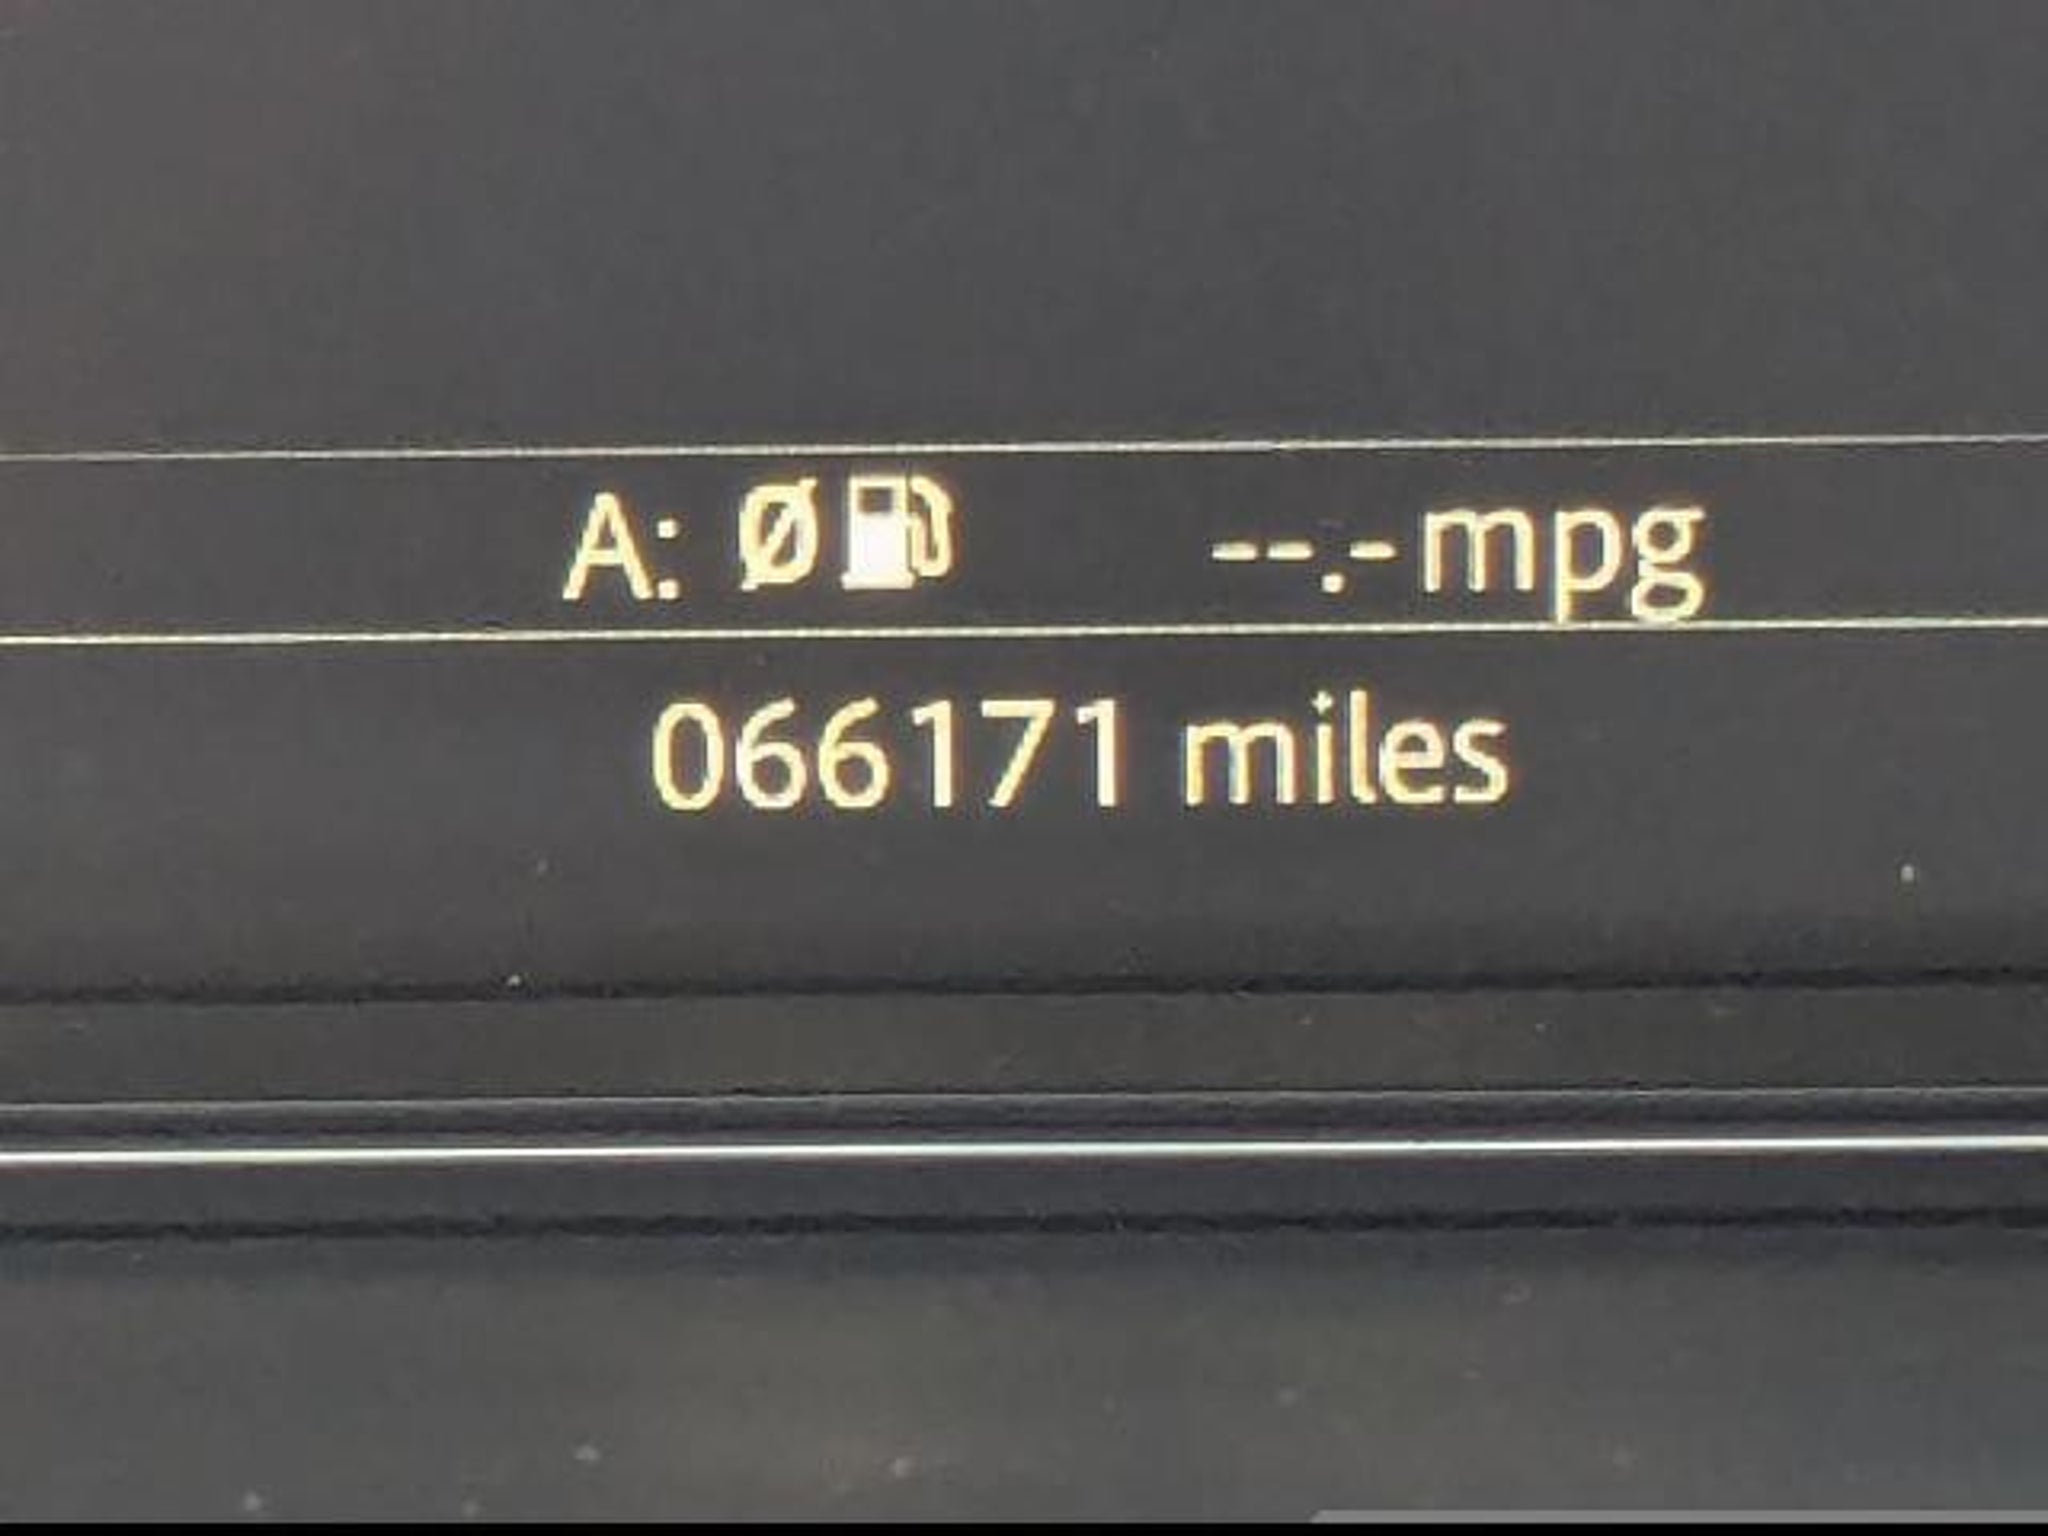 A: Ø --.- mpg
066171 miles